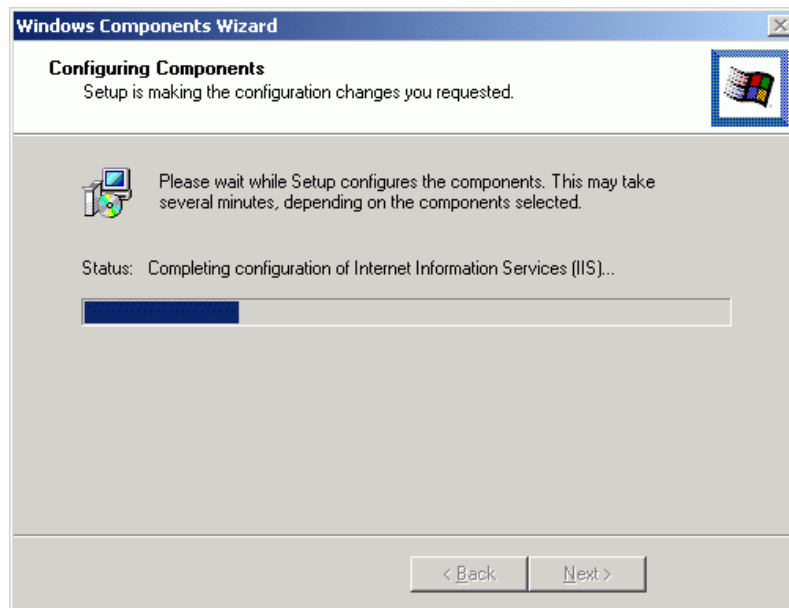 Windows Components Wizard
Configuring Components
Setup is making the configuration changes you requested.
Please wait while Setup configures the components. This may take
several minutes, depending on the components selected.
Status: Completing configuration of Internet Information Services (IIS)...
< Back Next >